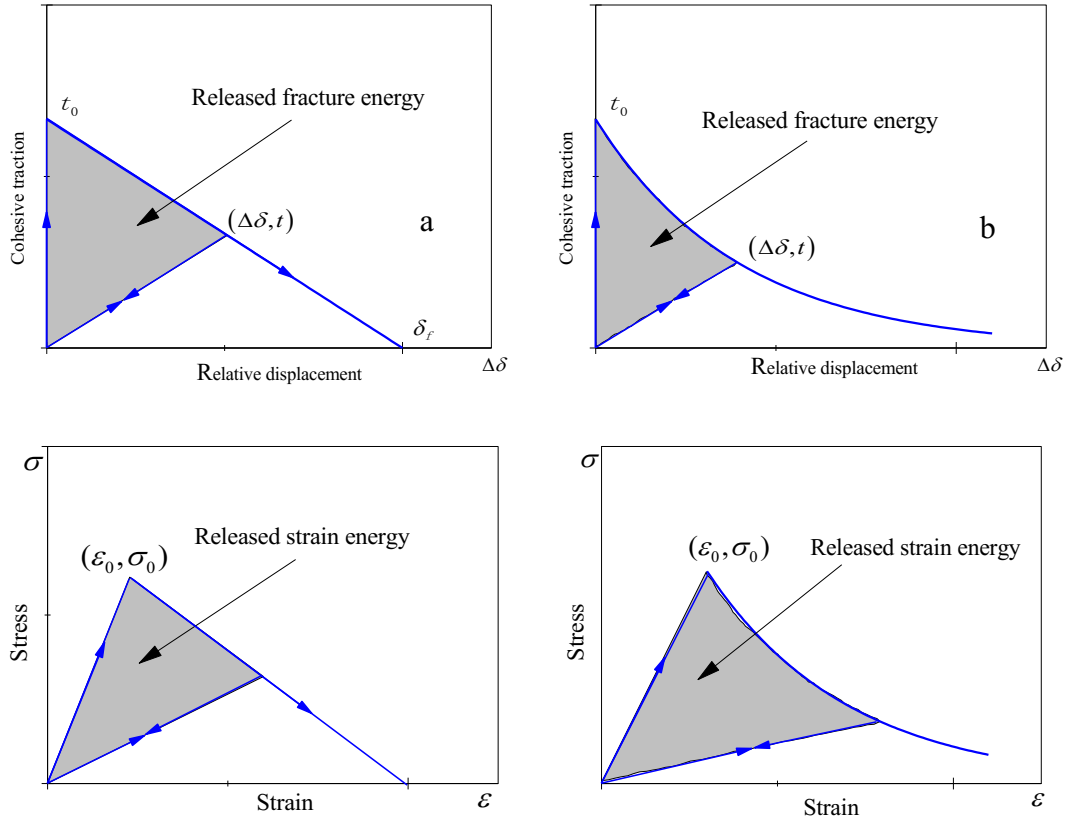 t₀
Released fracture energy
Cohesive traction
(Δδ,t)
a
δ_f
Relative displacement
Δδ
t₀
Released fracture energy
Cohesive traction
(Δδ,t)
b
Relative displacement
Δδ
σ
Released strain energy
(ε₀,σ₀)
Stress
Strain
ε
σ
(ε₀,σ₀)
Released strain energy
Stress
Strain
ε